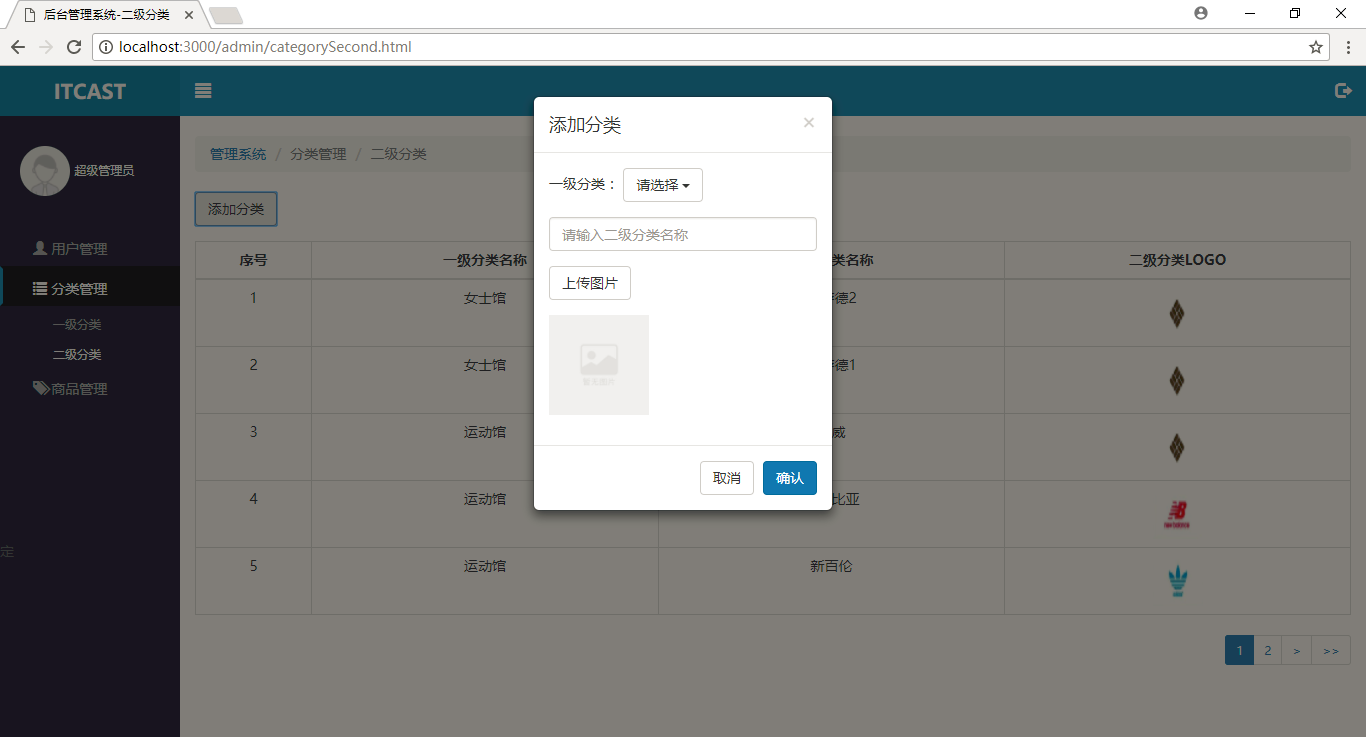 后台管理系统-二级分类
localhost:3000/admin/categorySecond.html
ITCAST
超级管理员
用户管理
分类管理
一级分类
二级分类
商品管理
定
管理系统 / 分类管理 / 二级分类
添加分类
序号 一级分类名称 类名称 二级分类LOGO
1 女士馆 德2
2 女士馆 德1
3 运动馆 威
4 运动馆 比亚
5 运动馆 新百伦
1 2 > >>
添加分类 ×
一级分类： 请选择
请输入二级分类名称
上传图片
暂无图片
取消 确认